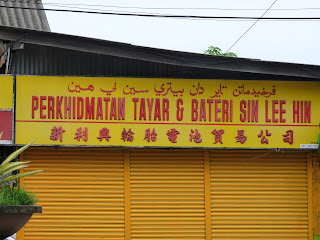 فرخيدماتن تاير دان بيتري سين لي هين
PERKHIDMATAN TAYAR & BATERI SIN LEE HIN
新利興輪胎電池貿易公司